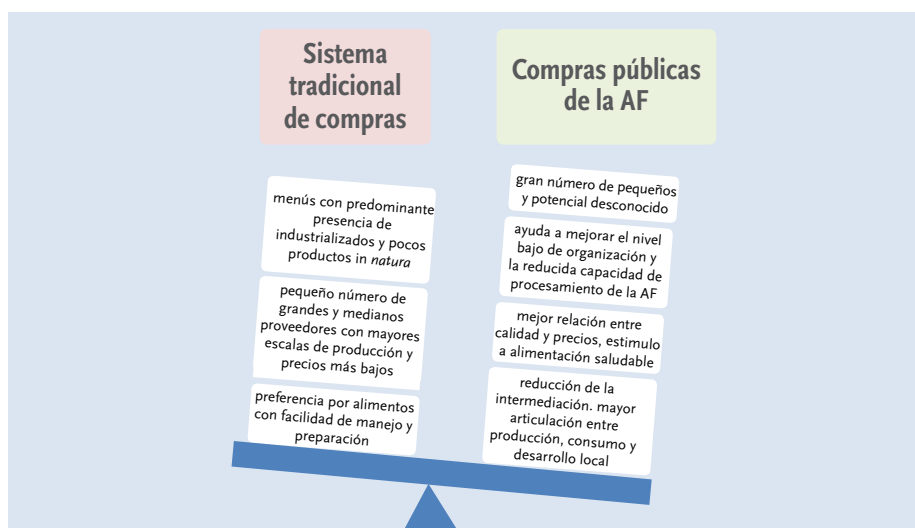 Sistema
tradicional
de compras
menús con predominante
presencia de
industrializados y pocos
productos in natura
pequeño número de
grandes y medianos
proveedores con mayores
escalas de producción y
precios más bajos
preferencia por alimentos
con facilidad de manejo y
preparación
Compras públicas
de la AF
gran número de pequeños
y potencial desconocido
ayuda a mejorar el nivel
bajo de organización y
la reducida capacidad de
procesamiento de la AF
mejor relación entre
calidad y precios, estimulo
a alimentación saludable
reducción de la
intermediación. mayor
articulación entre
producción, consumo y
desarrollo local